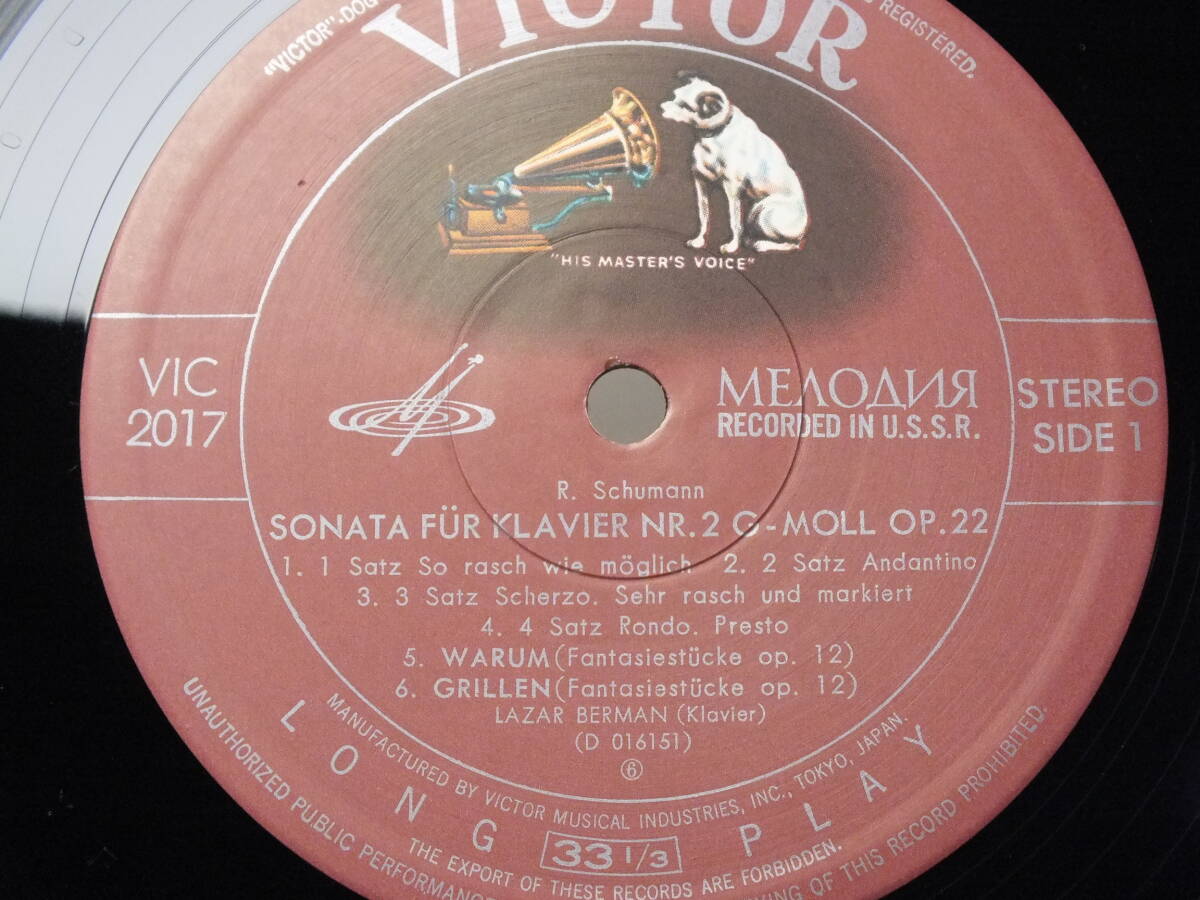 "VICTOR"-DOG
REGISTERED.
VICTOR
"HIS MASTER'S VOICE"
VIC
2017
МЕЛОДИЯ
RECORDED IN U.S.S.R.
STEREO
SIDE 1
R. Schumann
SONATA FÜR KLAVIER NR.2 G-MOLL OP.22
1. 1 Satz So rasch wie möglich 2. 2 Satz Andantino
3. 3 Satz Scherzo. Sehr rasch und markiert
4. 4 Satz Rondo. Presto
5. WARUM (Fantasiestücke op. 12)
6. GRILLEN (Fantasiestücke op. 12)
LAZAR BERMAN (Klavier)
(D 016151)
⑥
MANUFACTURED BY VICTOR MUSICAL INDUSTRIES, INC., TOKYO, JAPAN.
LONG PLAY
33 1/3
THE EXPORT OF THESE RECORDS ARE FORBIDDEN.
UNAUTHORIZED PUBLIC PERFORMANCE
OF THIS RECORD PROHIBITED.